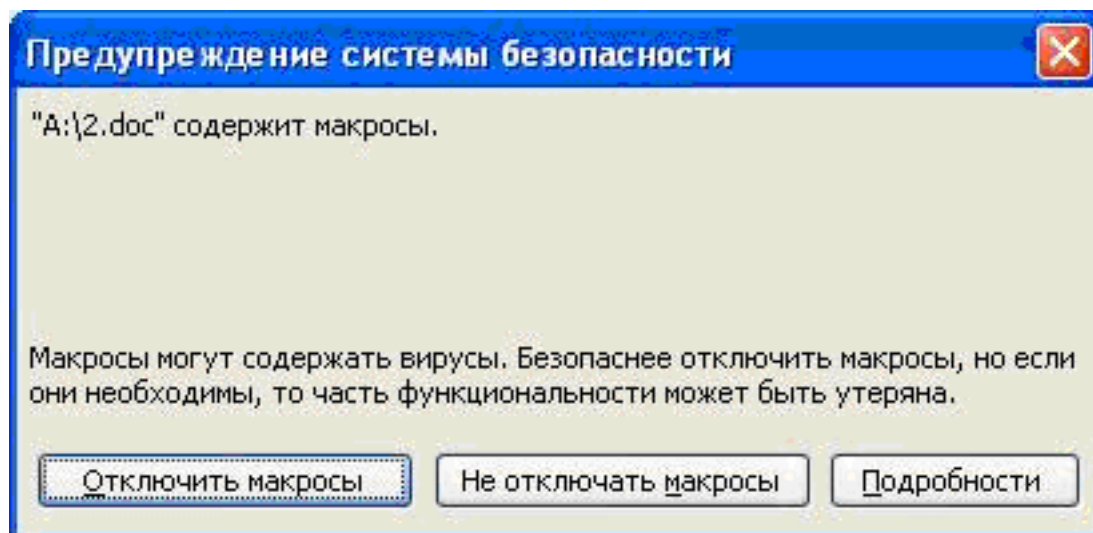 Предупреждение системы безопасности
"A:\2.doc" содержит макросы.
Макросы могут содержать вирусы. Безопаснее отключить макросы, но если
они необходимы, то часть функциональности может быть утеряна.
Отключить макросы Не отключать макросы Подробности